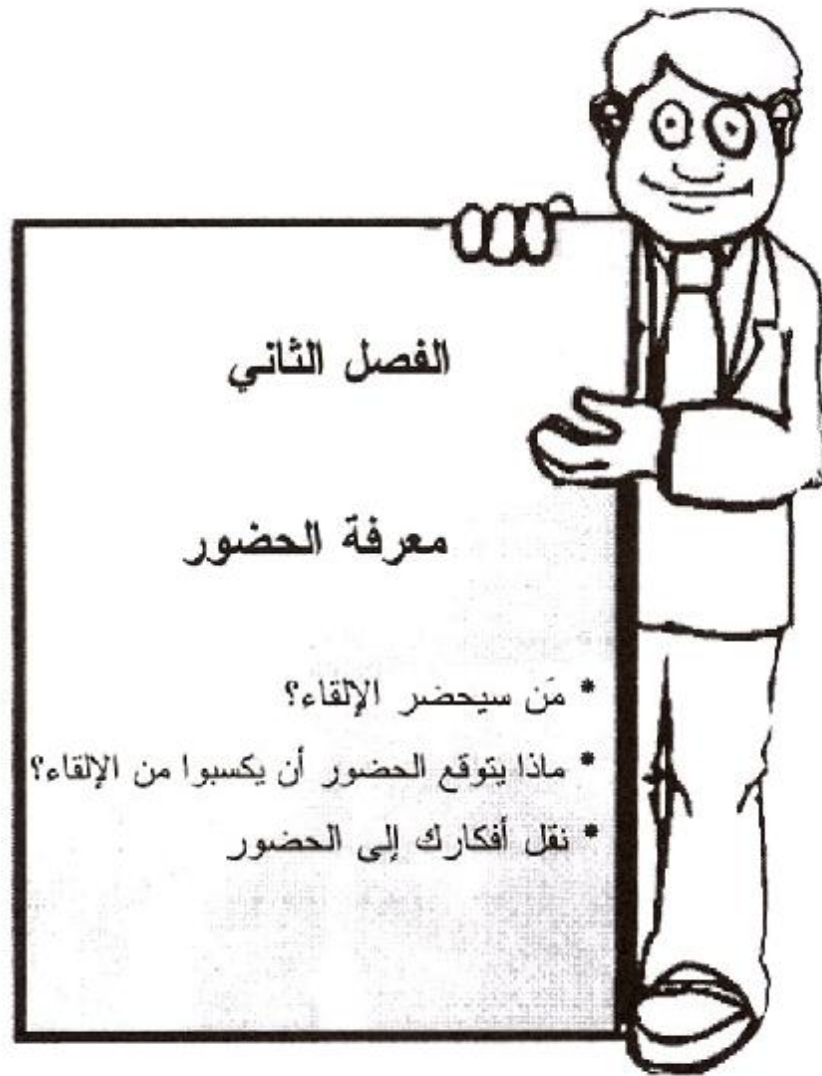 الفصل الثاني
معرفة الحضور
* مَن سيحضر الإلقاء؟
* ماذا يتوقع الحضور أن يكسبوا من الإلقاء؟
* نقل أفكارك إلى الحضور